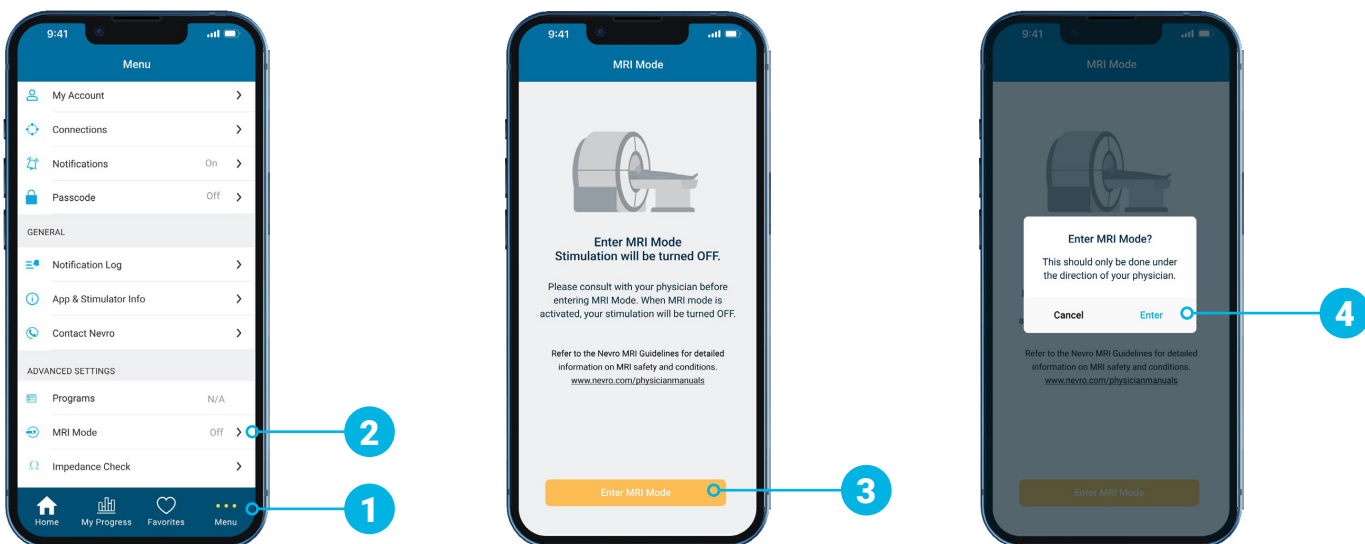 9:41
Menu
My Account
Connections
Notifications On
Passcode Off
GENERAL
Notification Log
App & Stimulator Info
Contact Nevro
ADVANCED SETTINGS
Programs N/A
MRI Mode Off
2
Ω Impedance Check
Home My Progress Favorites Menu
1
9:41
MRI Mode
Enter MRI Mode
Stimulation will be turned OFF.
Please consult with your physician before
entering MRI Mode. When MRI mode is
activated, your stimulation will be turned OFF.
Refer to the Nevro MRI Guidelines for detailed
information on MRI safety and conditions.
www.nevro.com/physicianmanuals
Enter MRI Mode
3
9:41
MRI Mode
Enter MRI Mode?
This should only be done under
the direction of your physician.
Cancel Enter
4
Refer to the Nevro MRI Guidelines for detailed
information on MRI safety and conditions.
www.nevro.com/physicianmanuals
Enter MRI Mode